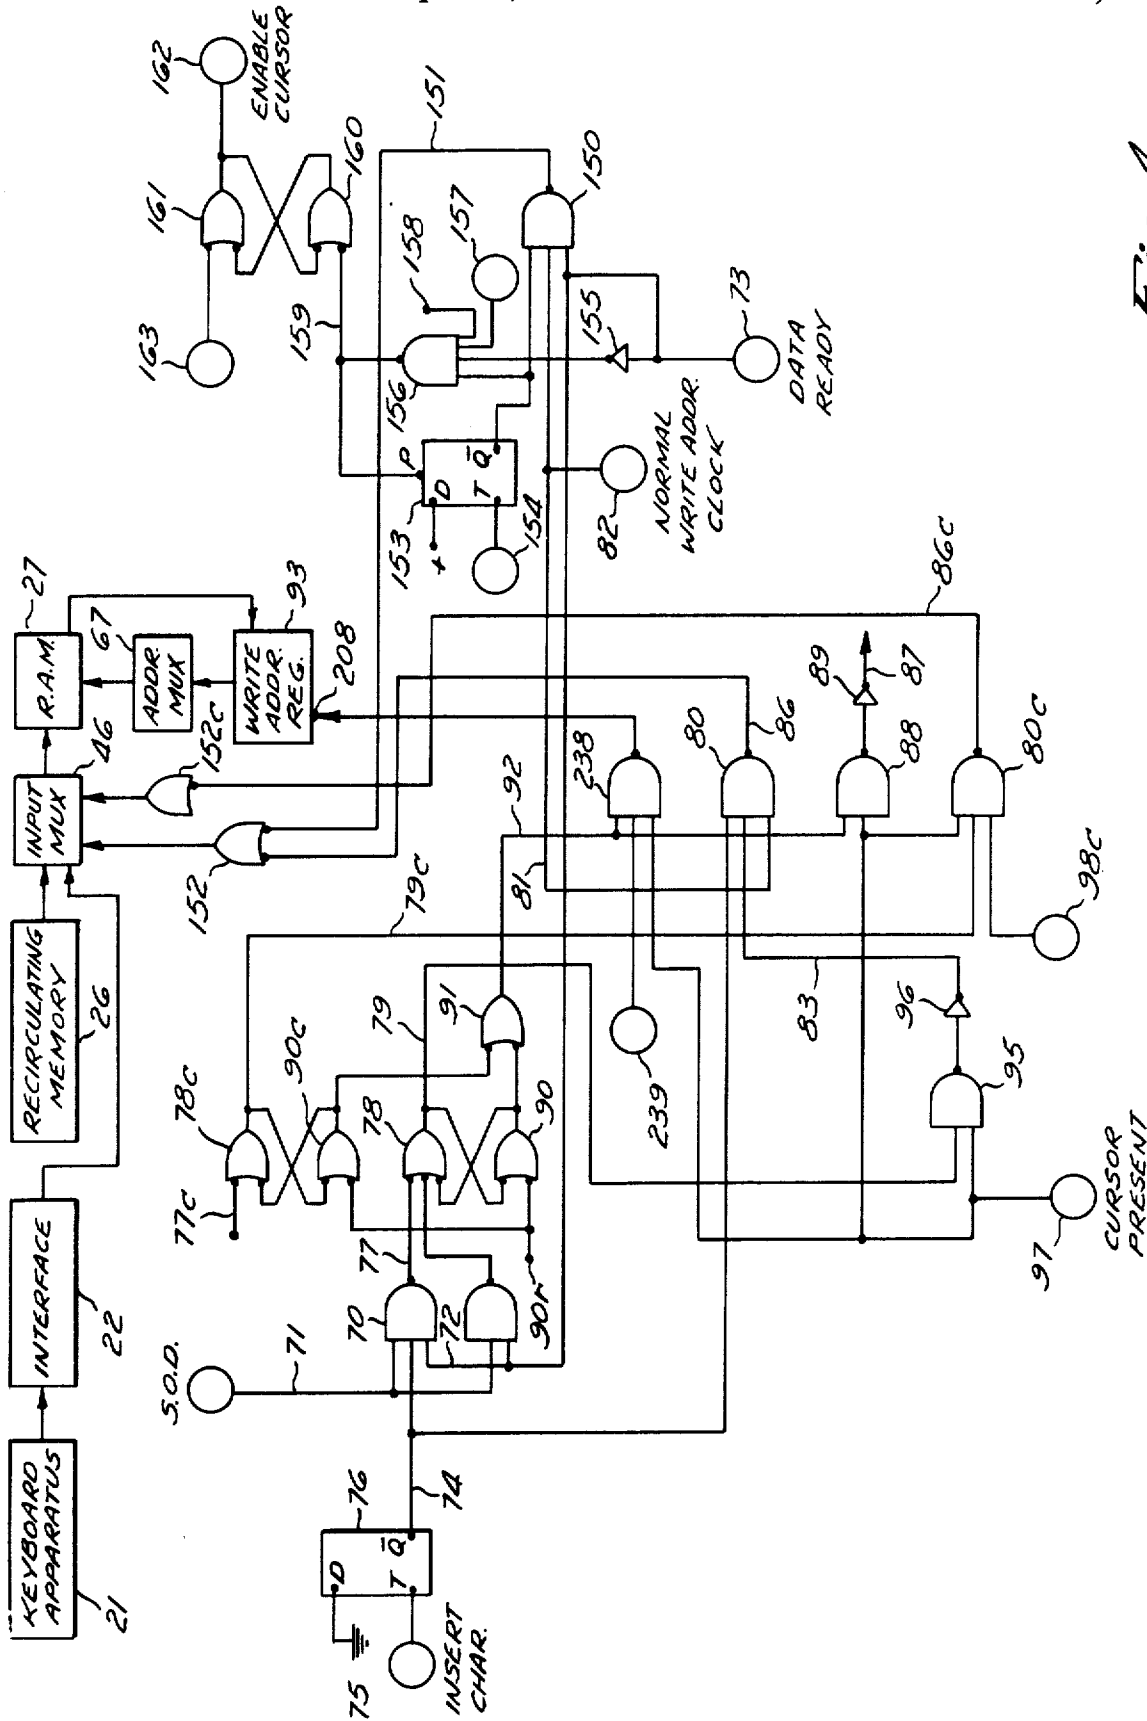 KEYBOARD
APPARATUS
21
INTERFACE
22
RECIRCULATING
MEMORY
26
INPUT
MUX
46
R.A.M.
27
ADDR.
MUX
67
WRITE
ADDR.
REG.
93
208
152
152C
162
ENABLE
CURSOR
161
160
163
159
158
157
156
P
D
T
Q̅
153
+
154
155
151
150
73
DATA
READY
82
NORMAL
WRITE ADDR.
CLOCK
S.O.D.
71
70
72
77
77C
78C
90C
78
90
90r
79
79C
91
92
81
238
239
80
86
83
89
87
88
86C
80C
98C
96
95
97
CURSOR
PRESENT
75
76
D
T
Q̅
74
INSERT
CHAR.